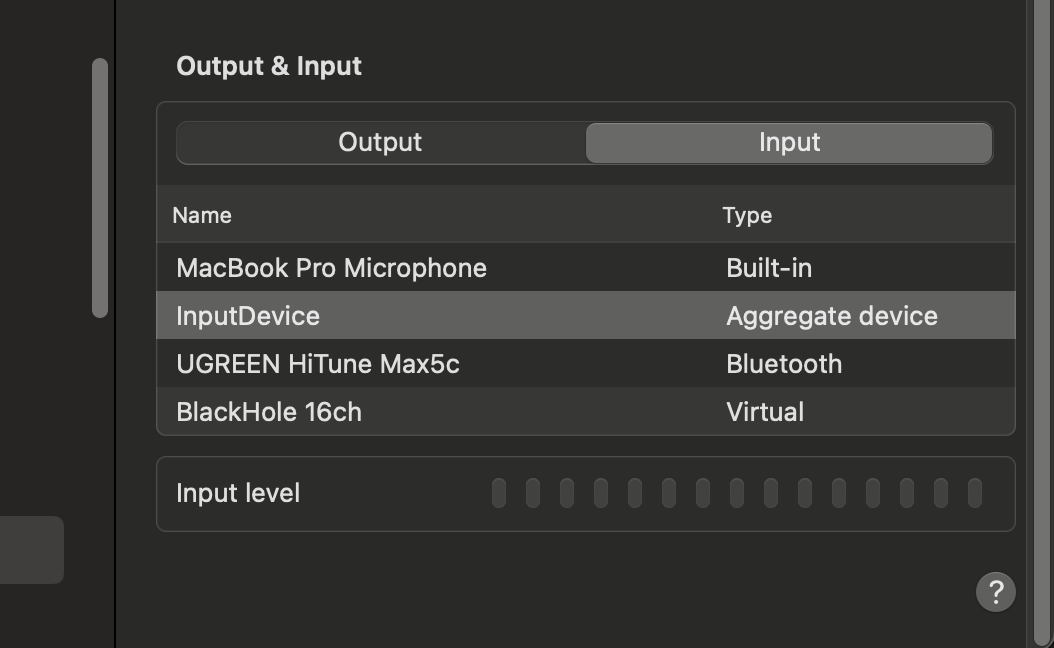 Output & Input
Output Input
Name Type
MacBook Pro Microphone Built-in
InputDevice Aggregate device
UGREEN HiTune Max5c Bluetooth
BlackHole 16ch Virtual
Input level
?